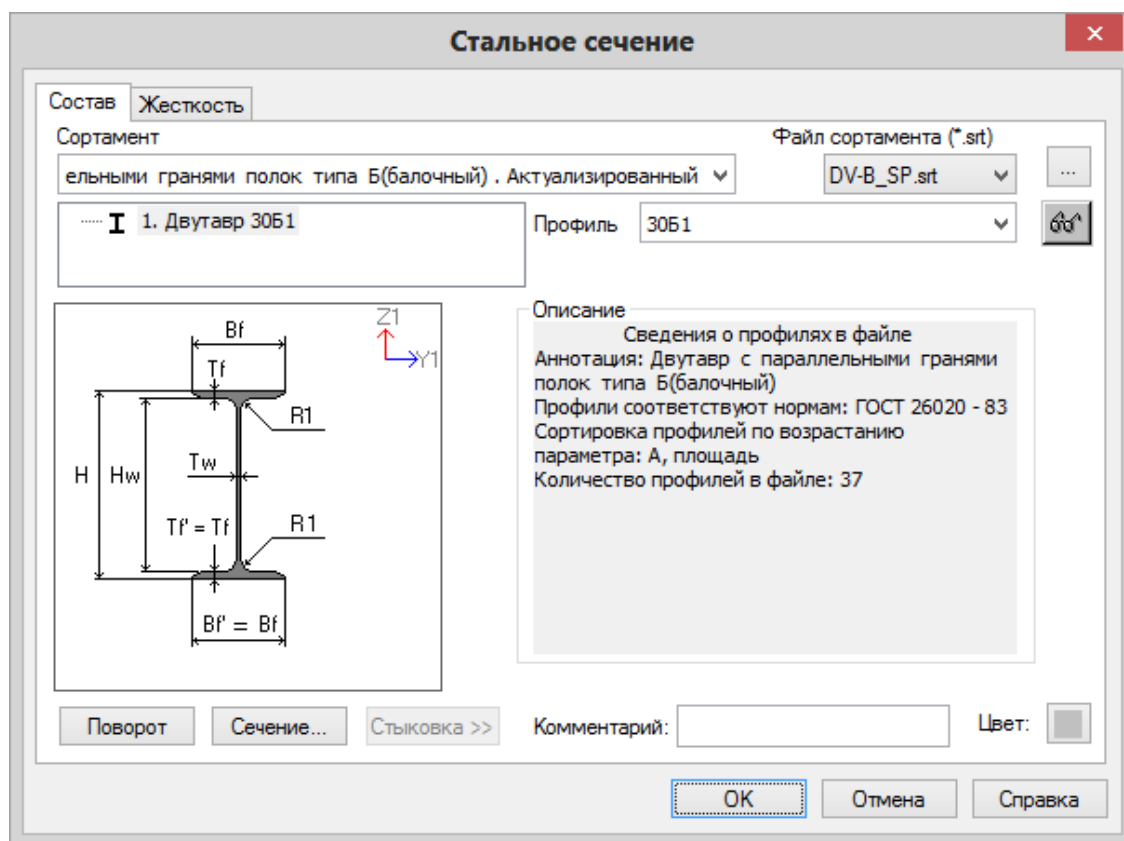 Стальное сечение
Состав
Жесткость
Сортамент
Файл сортамента (*.srt)
ельными гранями полок типа Б(балочный) . Актуализированный
DV-B_SP.srt
...
1. Двутавр 30Б1
Профиль
30Б1
Описание
Сведения о профилях в файле
Аннотация: Двутавр с параллельными гранями
полок типа Б(балочный)
Профили соответствуют нормам: ГОСТ 26020 - 83
Сортировка профилей по возрастанию
параметра: А, площадь
Количество профилей в файле: 37
Z1
Y1
Bf
Tf
R1
H
Hw
Tw
Tf' = Tf
R1
Bf' = Bf
Поворот
Сечение...
Стыковка >>
Комментарий:
Цвет:
ОК
Отмена
Справка